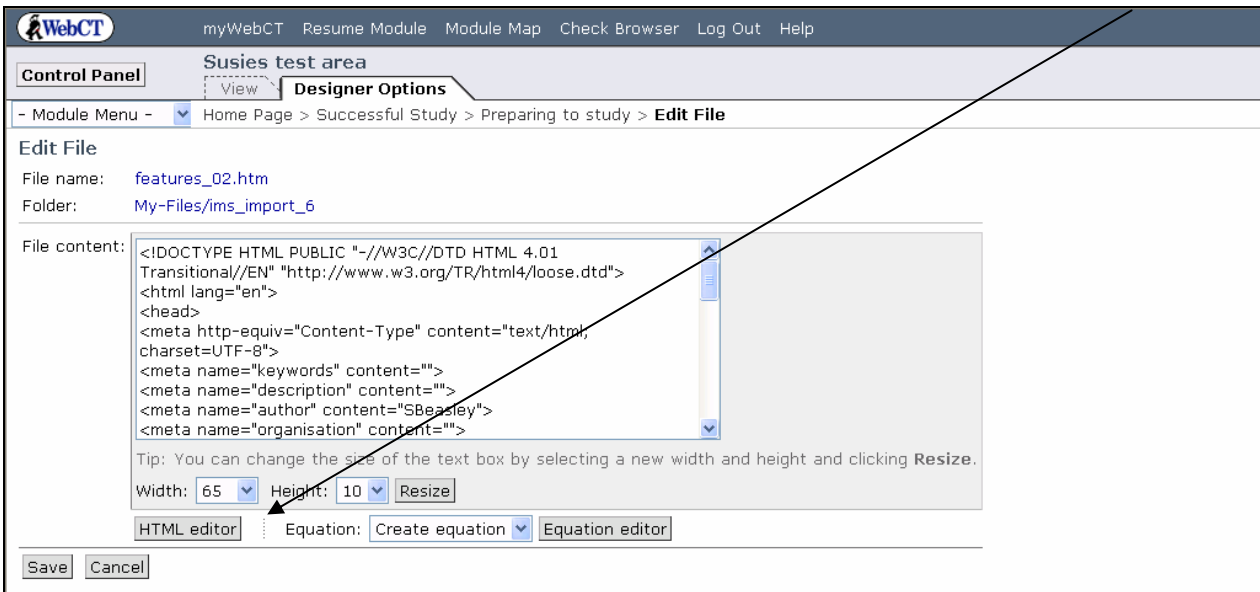 WebCT myWebCT Resume Module Module Map Check Browser Log Out Help
Control Panel
Susies test area
View Designer Options
- Module Menu - Home Page > Successful Study > Preparing to study > Edit File
Edit File
File name: features_02.htm
Folder: My-Files/ims_import_6
File content:
<!DOCTYPE HTML PUBLIC "-//W3C//DTD HTML 4.01
Transitional//EN" "http://www.w3.org/TR/html4/loose.dtd">
<html lang="en">
<head>
<meta http-equiv="Content-Type" content="text/html;
charset=UTF-8">
<meta name="keywords" content="">
<meta name="description" content="">
<meta name="author" content="SBeasley">
<meta name="organisation" content="">
Tip: You can change the size of the text box by selecting a new width and height and clicking Resize.
Width: 65 Height: 10 Resize
HTML editor Equation: Create equation Equation editor
Save Cancel